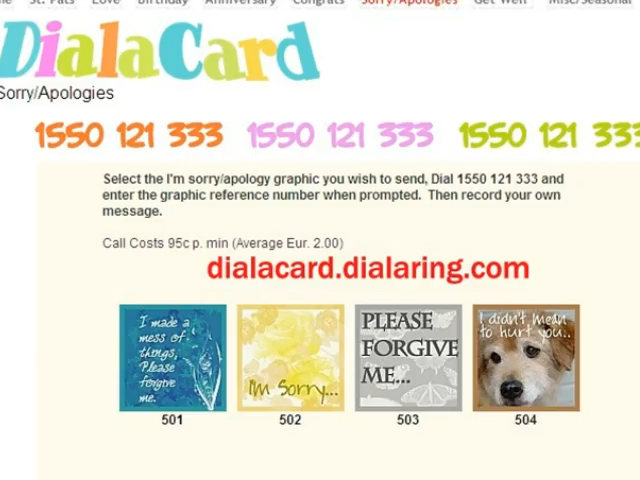 St. Pats Love Birthday Anniversary Congrats Sorry/Apologies Get Well Misc/Seasonal
DialaCard
Sorry/Apologies
1550 121 333 1550 121 333 1550 121 333
Select the I'm sorry/apology graphic you wish to send, Dial 1550 121 333 and
enter the graphic reference number when prompted. Then record your own
message.
Call Costs 95c p. min (Average Eur. 2.00)
dialacard.dialaring.com
I made a
mess of
things,
Please
forgive
me.
I'm Sorry...
PLEASE
FORGIVE
ME...
I didn't mean
to hurt you..
501 502 503 504